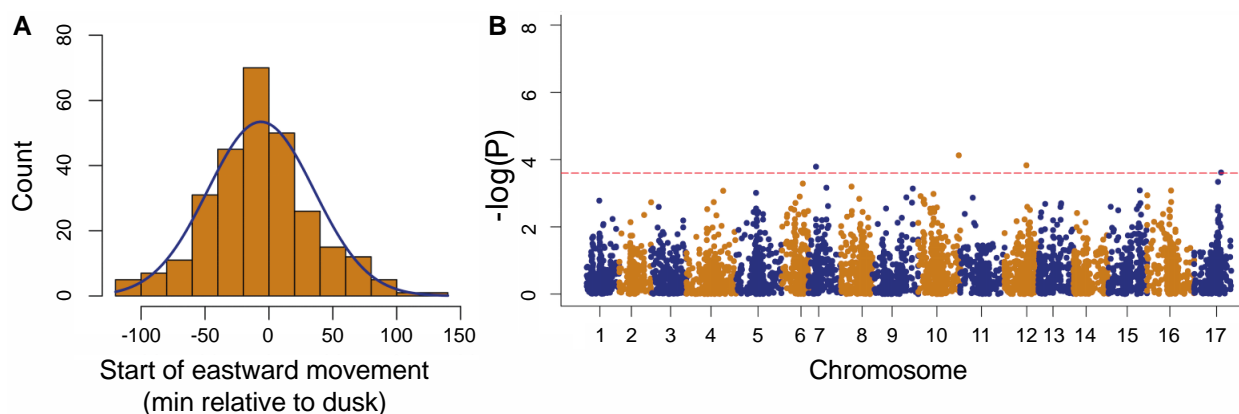 A
80
60
40
20
0
Count
-100 -50 0 50 100 150
Start of eastward movement
(min relative to dusk)
B
8
6
4
2
0
-log(P)
1 2 3 4 5 6 7 8 9 10 11 12 13 14 15 16 17
Chromosome